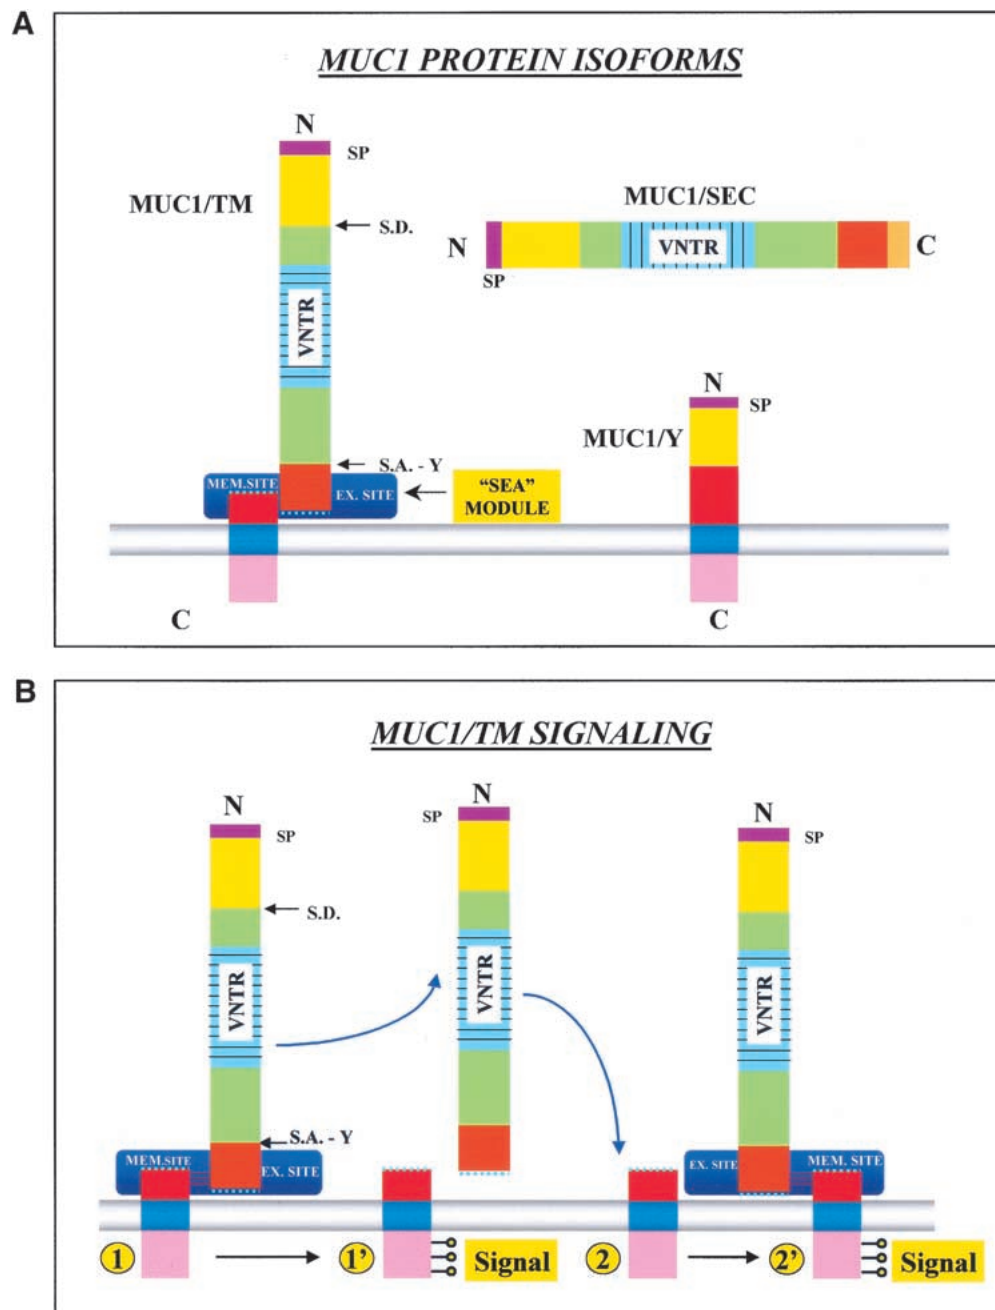 A
MUC1 PROTEIN ISOFORMS
N
SP
MUC1/TM
S.D.
VNTR
S.A. - Y
MEM.SITE
EX. SITE
“SEA”
MODULE
C
MUC1/SEC
N
VNTR
C
SP
N
SP
MUC1/Y
C
B
MUC1/TM SIGNALING
N
SP
S.D.
VNTR
S.A. - Y
MEM.SITE
EX. SITE
SP
N
VNTR
N
SP
VNTR
EX. SITE
MEM. SITE
1
1’
Signal
2
2’
Signal